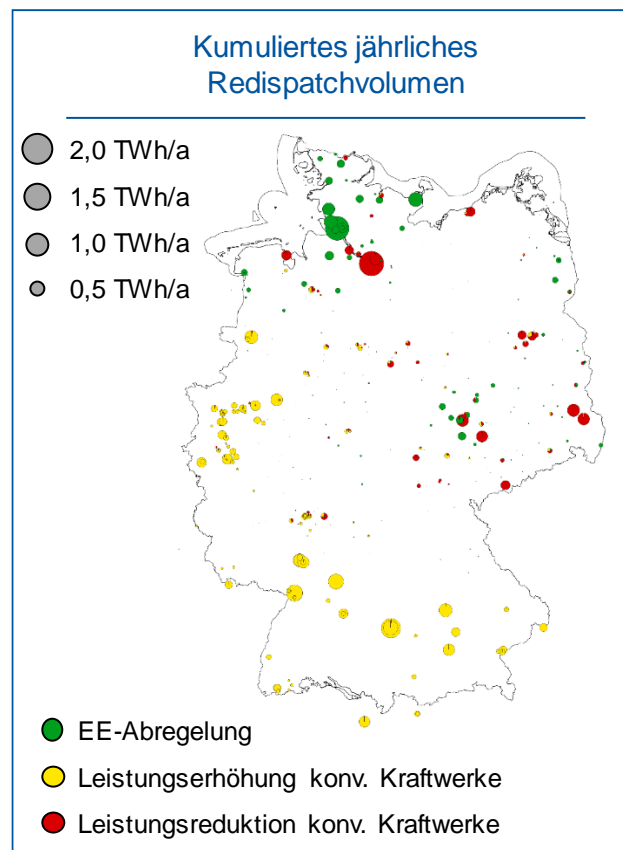 Kumuliertes jährliches
Redispatchvolumen
2,0 TWh/a
1,5 TWh/a
1,0 TWh/a
0,5 TWh/a
EE-Abregelung
Leistungserhöhung konv. Kraftwerke
Leistungsreduktion konv. Kraftwerke